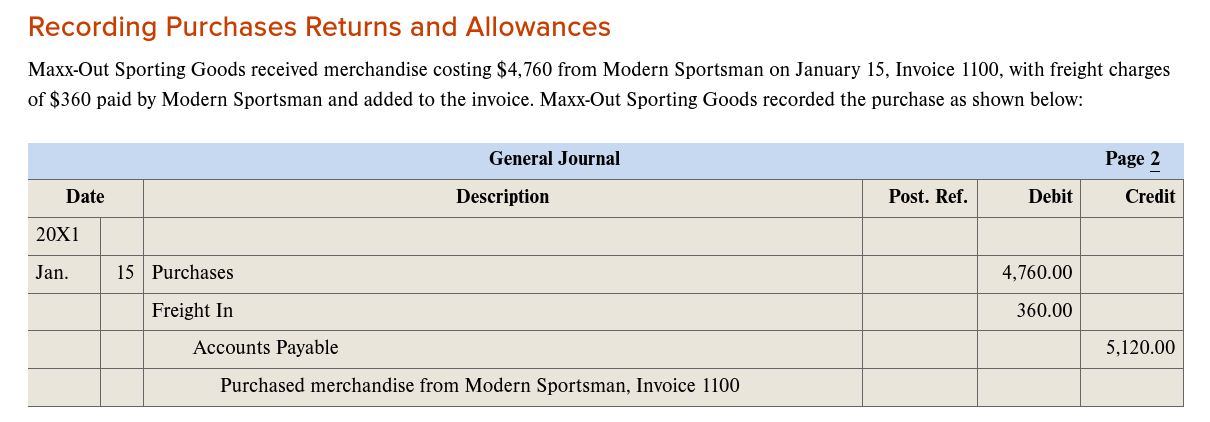 Recording Purchases Returns and Allowances
Maxx-Out Sporting Goods received merchandise costing $4,760 from Modern Sportsman on January 15, Invoice 1100, with freight charges
of $360 paid by Modern Sportsman and added to the invoice. Maxx-Out Sporting Goods recorded the purchase as shown below:
General Journal Page 2
Date Description Post. Ref. Debit Credit
20X1
Jan. 15 Purchases 4,760.00
Freight In 360.00
Accounts Payable 5,120.00
Purchased merchandise from Modern Sportsman, Invoice 1100